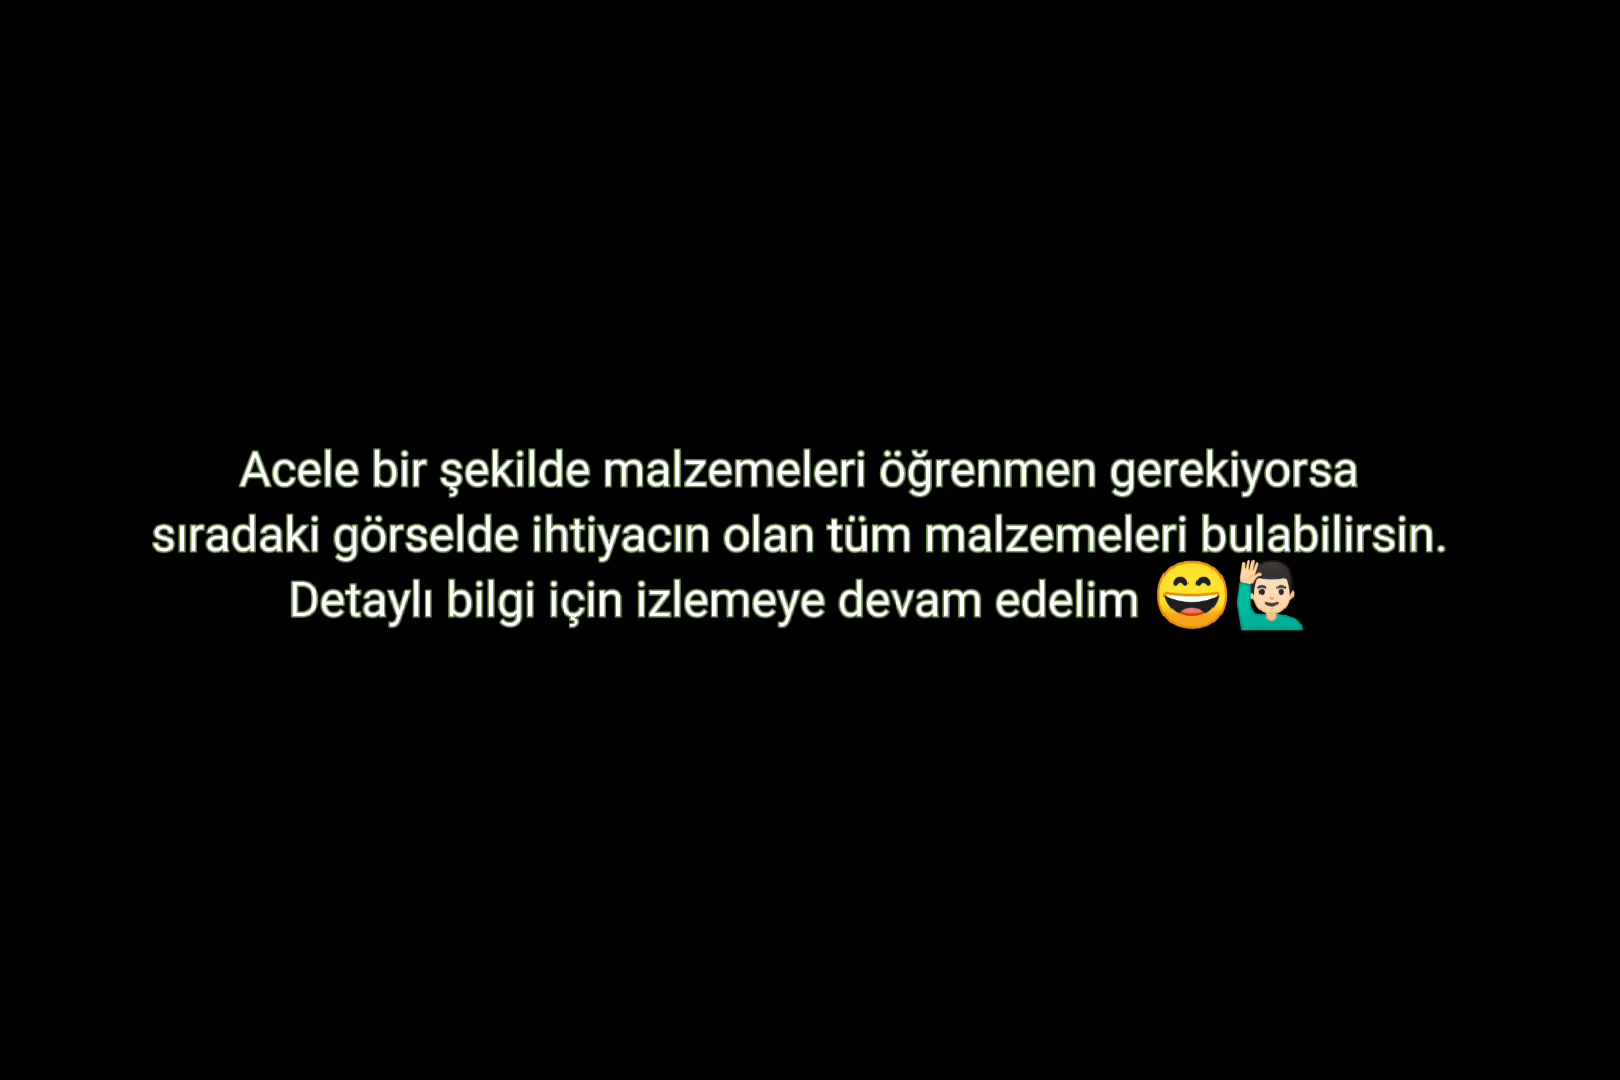 Acele bir şekilde malzemeleri öğrenmen gerekiyorsa
sıradaki görselde ihtiyacın olan tüm malzemeleri bulabilirsin.
Detaylı bilgi için izlemeye devam edelim 😄🙋🏻‍♂️